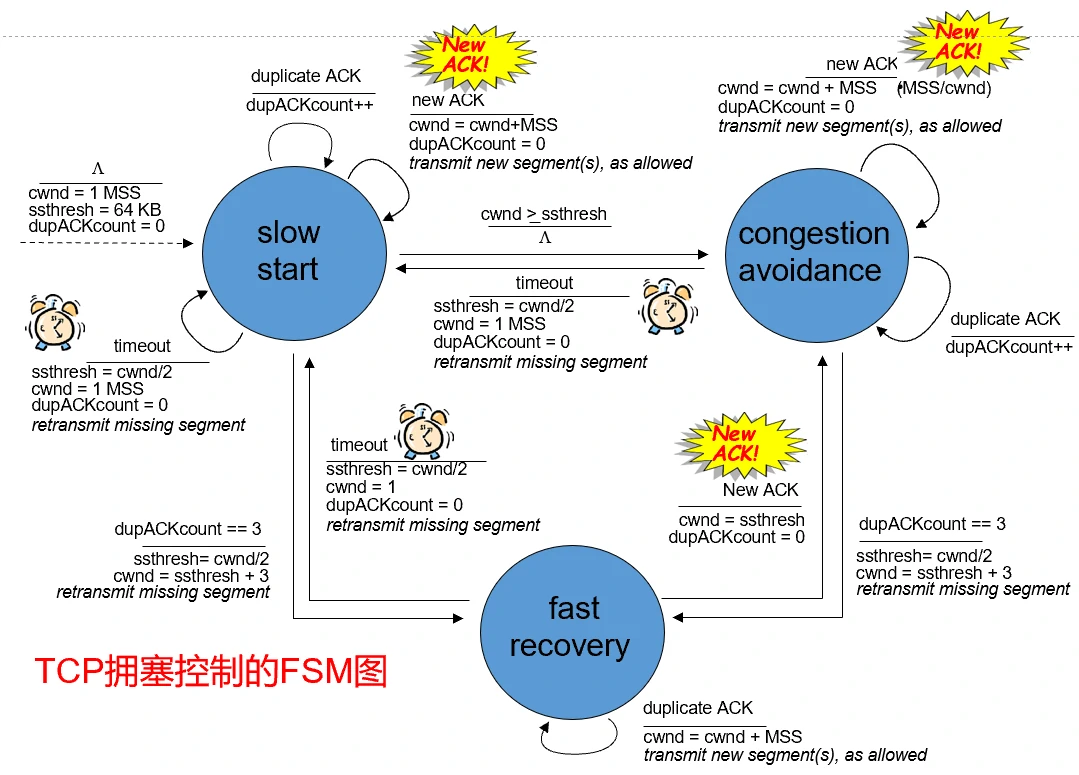 New
ACK!
duplicate ACK
dupACKcount++
new ACK
cwnd = cwnd+MSS
dupACKcount = 0
transmit new segment(s), as allowed
New
ACK!
new ACK
cwnd = cwnd + MSS • (MSS/cwnd)
dupACKcount = 0
transmit new segment(s), as allowed
Λ
cwnd = 1 MSS
ssthresh = 64 KB
dupACKcount = 0
slow
start
cwnd > ssthresh
Λ
congestion
avoidance
timeout
ssthresh = cwnd/2
cwnd = 1 MSS
dupACKcount = 0
retransmit missing segment
duplicate ACK
dupACKcount++
timeout
ssthresh = cwnd/2
cwnd = 1 MSS
dupACKcount = 0
retransmit missing segment
timeout
ssthresh = cwnd/2
cwnd = 1
dupACKcount = 0
retransmit missing segment
New
ACK!
New ACK
cwnd = ssthresh
dupACKcount = 0
dupACKcount == 3
ssthresh= cwnd/2
cwnd = ssthresh + 3
retransmit missing segment
dupACKcount == 3
ssthresh= cwnd/2
cwnd = ssthresh + 3
retransmit missing segment
fast
recovery
TCP拥塞控制的FSM图
duplicate ACK
cwnd = cwnd + MSS
transmit new segment(s), as allowed